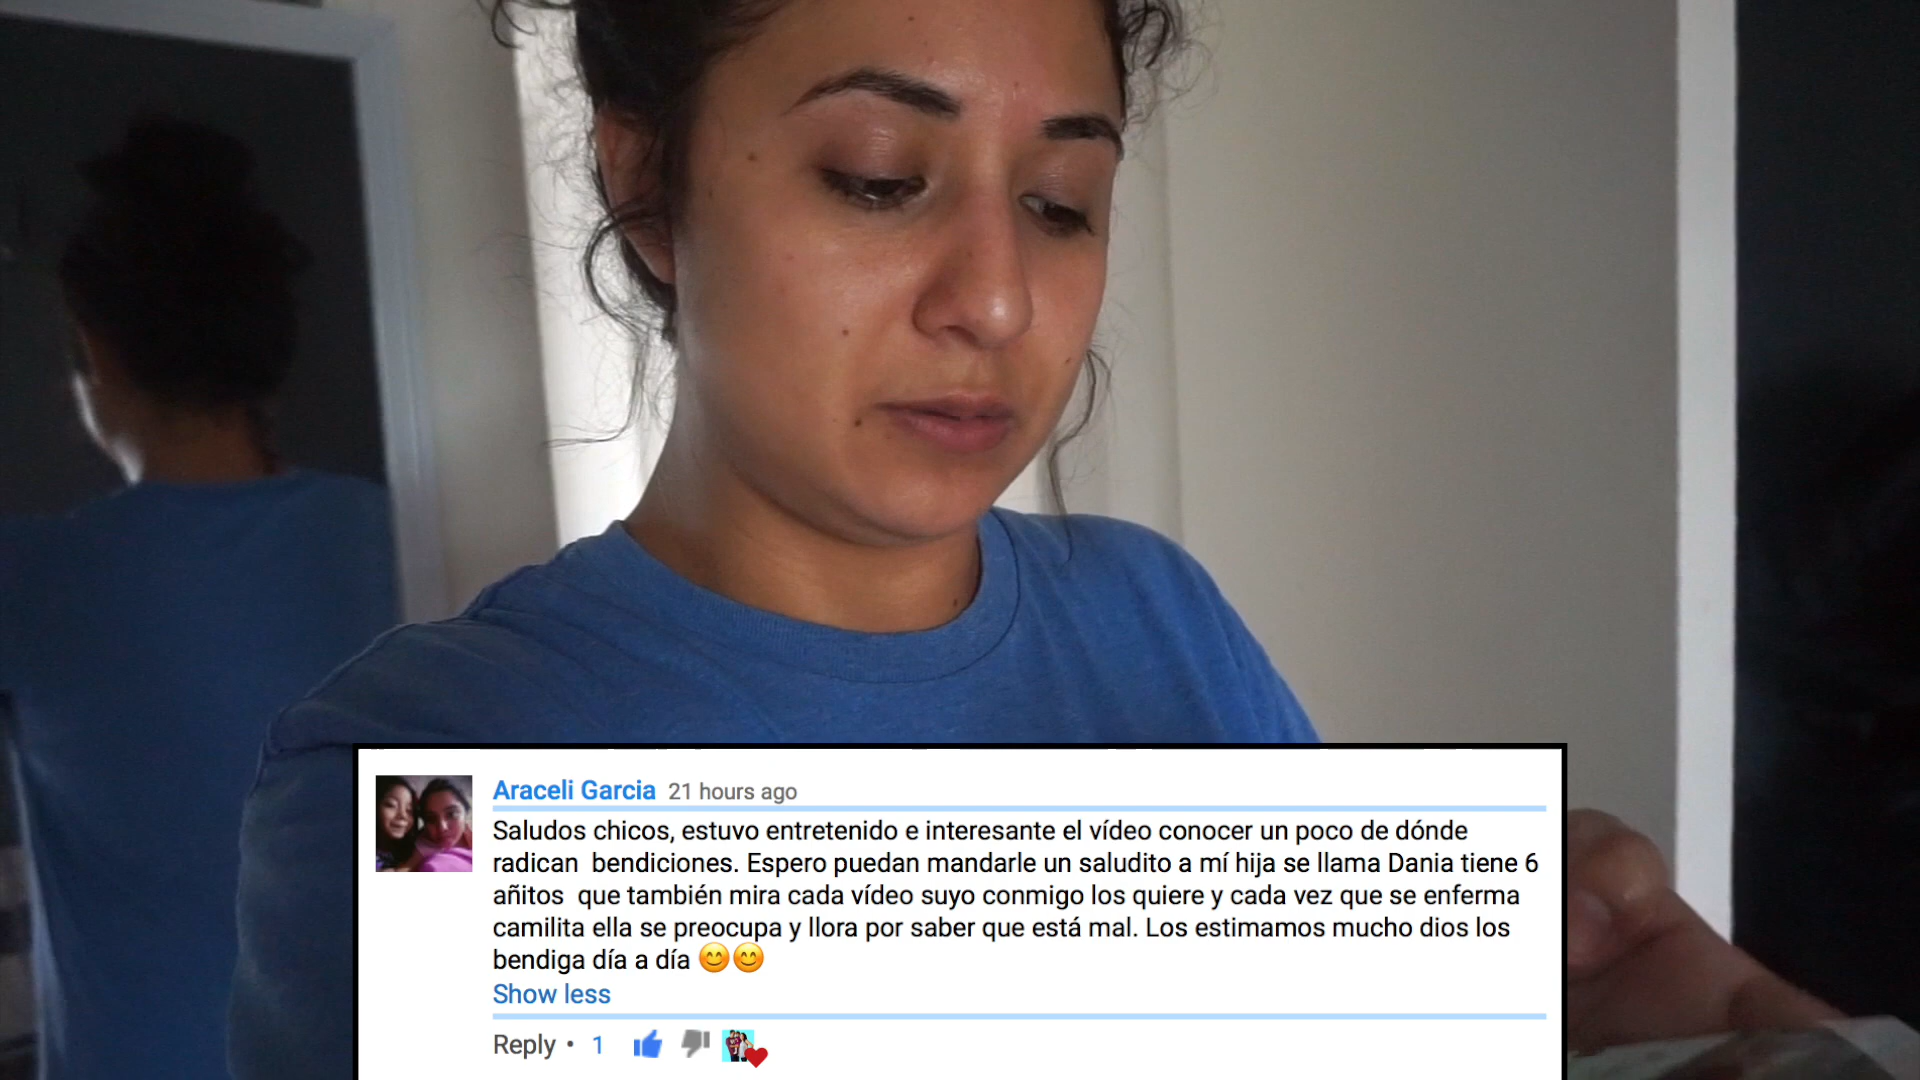 Araceli Garcia 21 hours ago
Saludos chicos, estuvo entretenido e interesante el vídeo conocer un poco de dónde
radican bendiciones. Espero puedan mandarle un saludito a mí hija se llama Dania tiene 6
añitos que también mira cada vídeo suyo conmigo los quiere y cada vez que se enferma
camilita ella se preocupa y llora por saber que está mal. Los estimamos mucho dios los
bendiga día a día 😊😊
Show less
Reply • 1